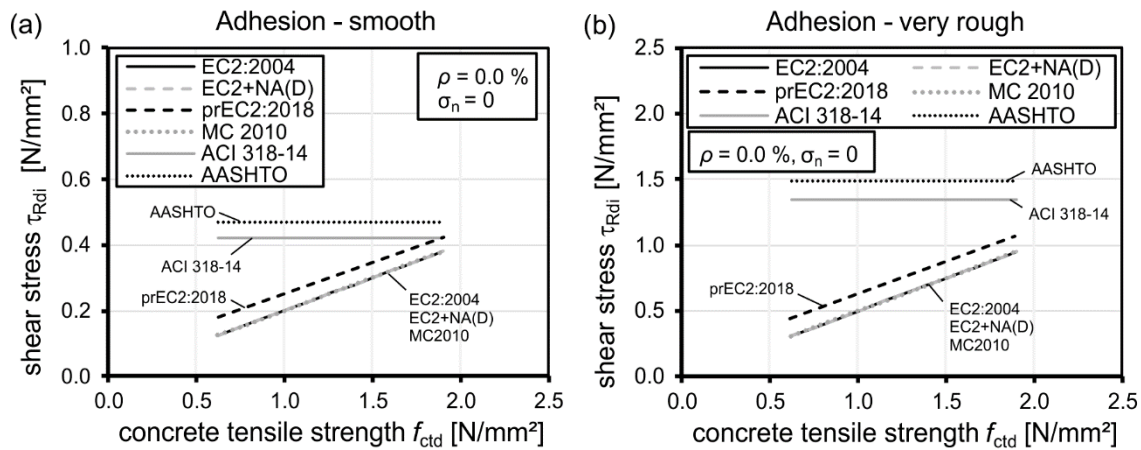 (a)
Adhesion - smooth
shear stress τRdi [N/mm²]
1.0
0.8
0.6
0.4
0.2
0.0
EC2:2004
EC2+NA(D)
prEC2:2018
MC 2010
ACI 318-14
AASHTO
ρ = 0.0 %
σn = 0
AASHTO
ACI 318-14
prEC2:2018
EC2:2004
EC2+NA(D)
MC2010
0.0 0.5 1.0 1.5 2.0 2.5
concrete tensile strength fctd [N/mm²]
(b)
Adhesion - very rough
shear stress τRdi [N/mm²]
2.5
2.0
1.5
1.0
0.5
0.0
EC2:2004 EC2+NA(D)
prEC2:2018 MC 2010
ACI 318-14 AASHTO
ρ = 0.0 %, σn = 0
AASHTO
ACI 318-14
prEC2:2018
EC2:2004
EC2+NA(D)
MC2010
0.0 0.5 1.0 1.5 2.0 2.5
concrete tensile strength fctd [N/mm²]